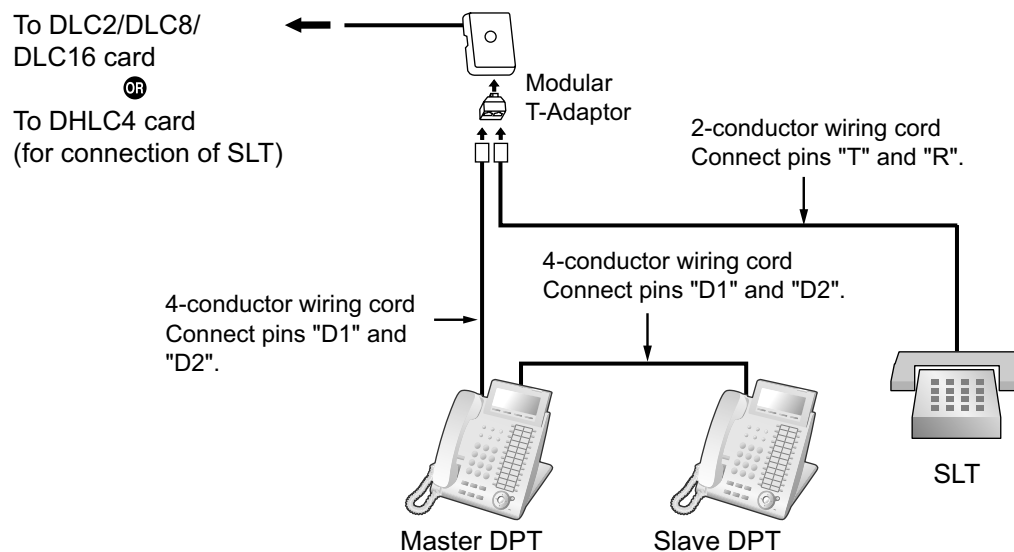 To DLC2/DLC8/
DLC16 card
OR
To DHLC4 card
(for connection of SLT)
Modular
T-Adaptor
2-conductor wiring cord
Connect pins "T" and "R".
4-conductor wiring cord
Connect pins "D1" and "D2".
4-conductor wiring cord
Connect pins "D1" and
"D2".
SLT
Master DPT
Slave DPT